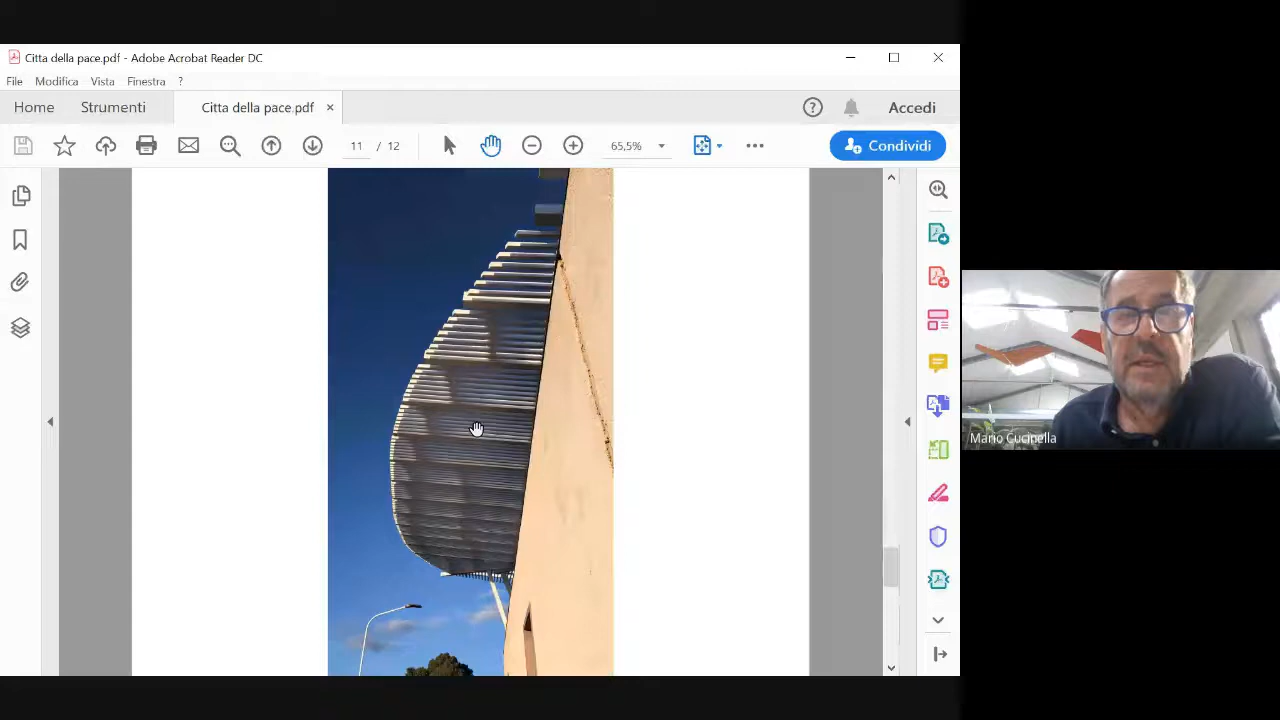 Citta della pace.pdf - Adobe Acrobat Reader DC
File Modifica Vista Finestra ?
Home Strumenti Citta della pace.pdf × Accedi
11 / 12 65,5% Condividi
Mario Cucinella